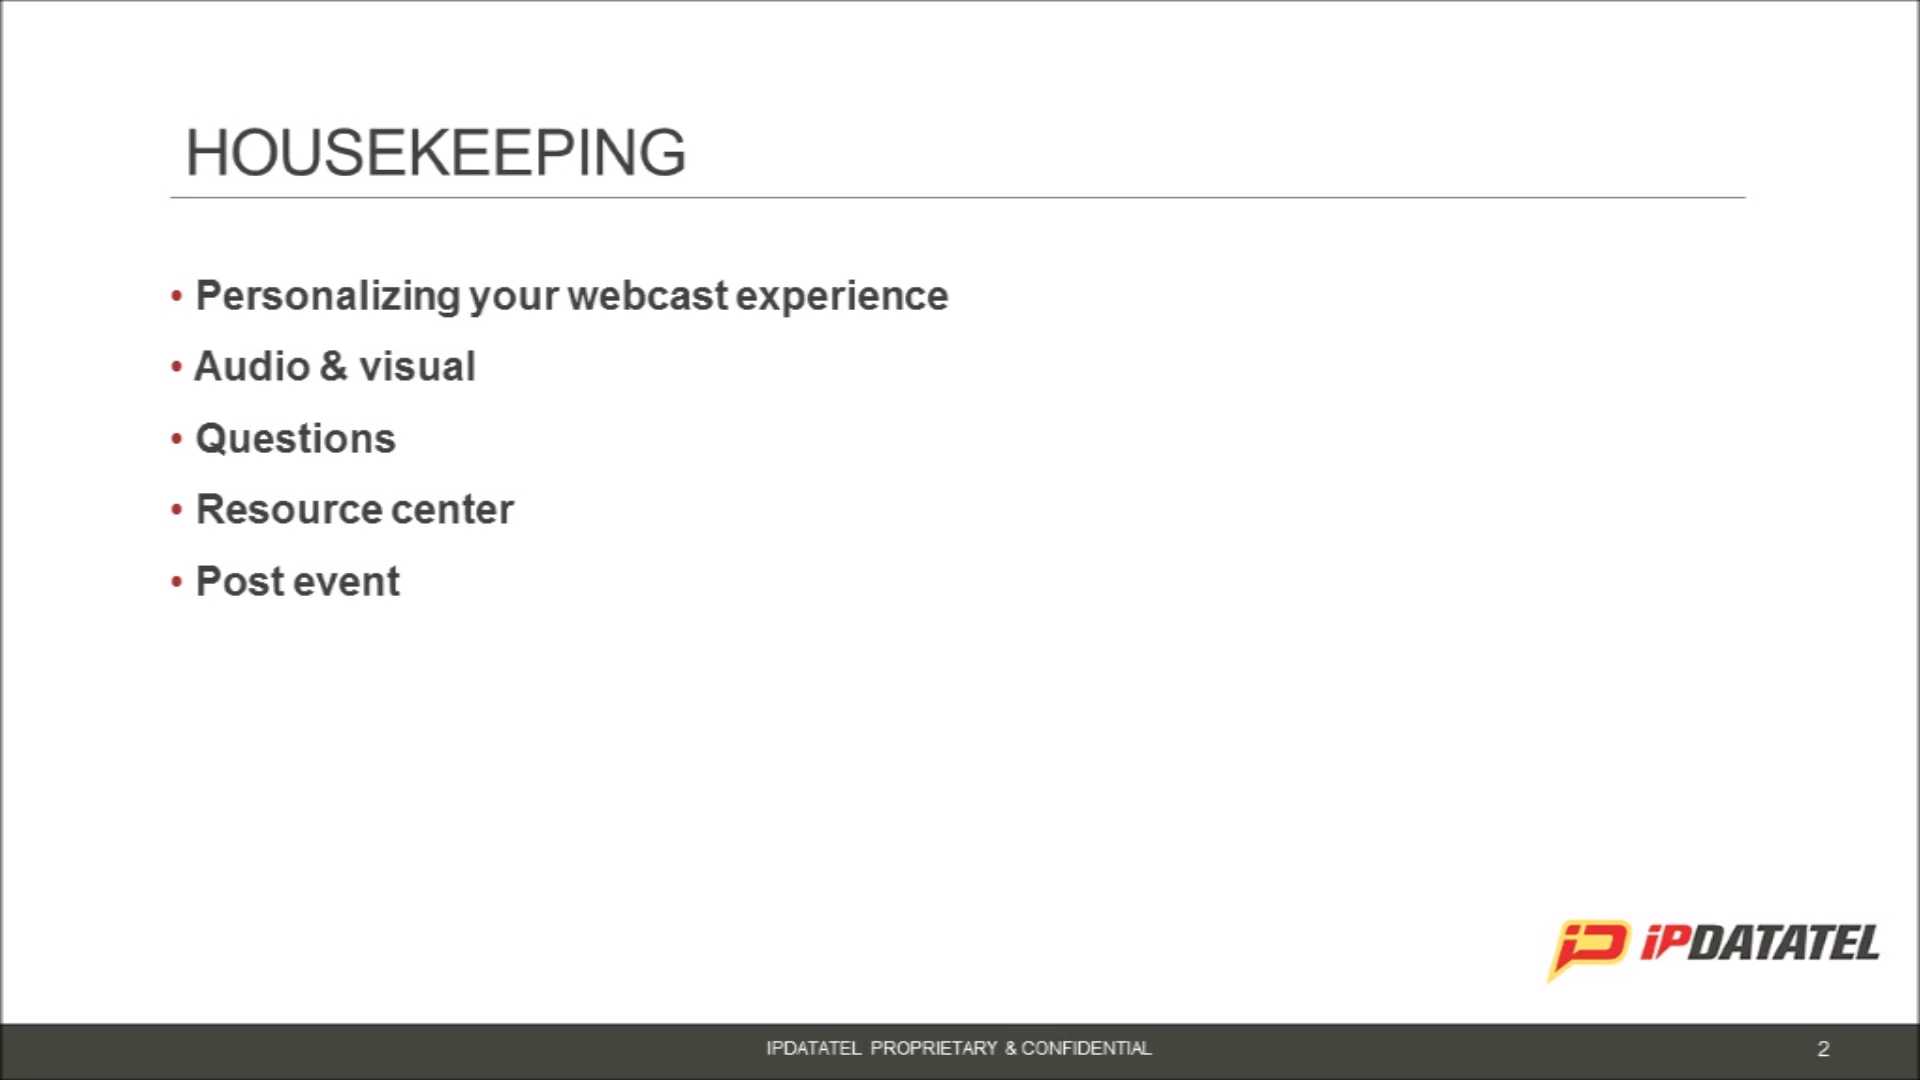 HOUSEKEEPING
• Personalizing your webcast experience
• Audio & visual
• Questions
• Resource center
• Post event
iPDATATEL
IPDATATEL PROPRIETARY & CONFIDENTIAL
2